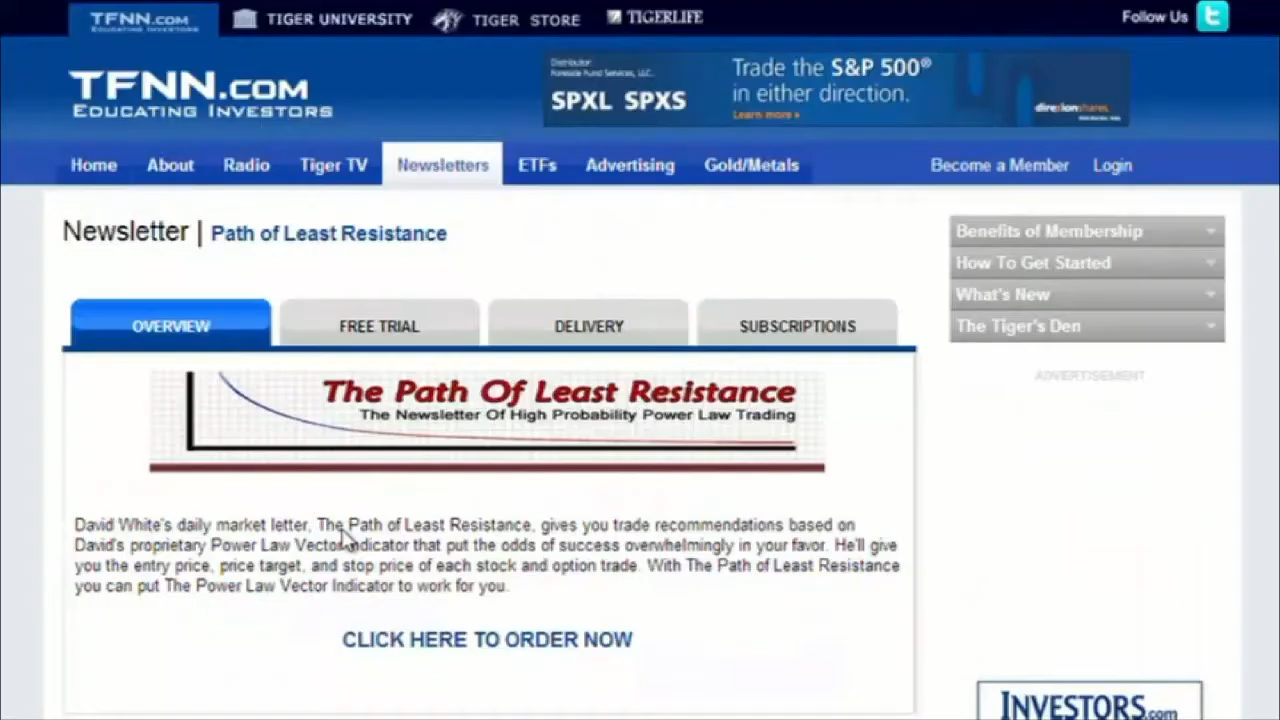 TFNN.COM
EDUCATING INVESTORS
TIGER UNIVERSITY
TIGER STORE
TIGERLIFE
Follow Us
TFNN.COM
EDUCATING INVESTORS
Distributor
Foreside Fund Services, LLC.
SPXL SPXS
Trade the S&P 500®
in either direction.
Learn more
direxionshares
Home About Radio Tiger TV Newsletters ETFs Advertising Gold/Metals Become a Member Login
Newsletter | Path of Least Resistance
Benefits of Membership
How To Get Started
What's New
The Tiger's Den
ADVERTISEMENT
OVERVIEW FREE TRIAL DELIVERY SUBSCRIPTIONS
The Path Of Least Resistance
The Newsletter Of High Probability Power Law Trading
David White's daily market letter, The Path of Least Resistance, gives you trade recommendations based on
David's proprietary Power Law Vector Indicator that put the odds of success overwhelmingly in your favor. He'll give
you the entry price, price target, and stop price of each stock and option trade. With The Path of Least Resistance
you can put The Power Law Vector Indicator to work for you.
CLICK HERE TO ORDER NOW
INVESTORS.com